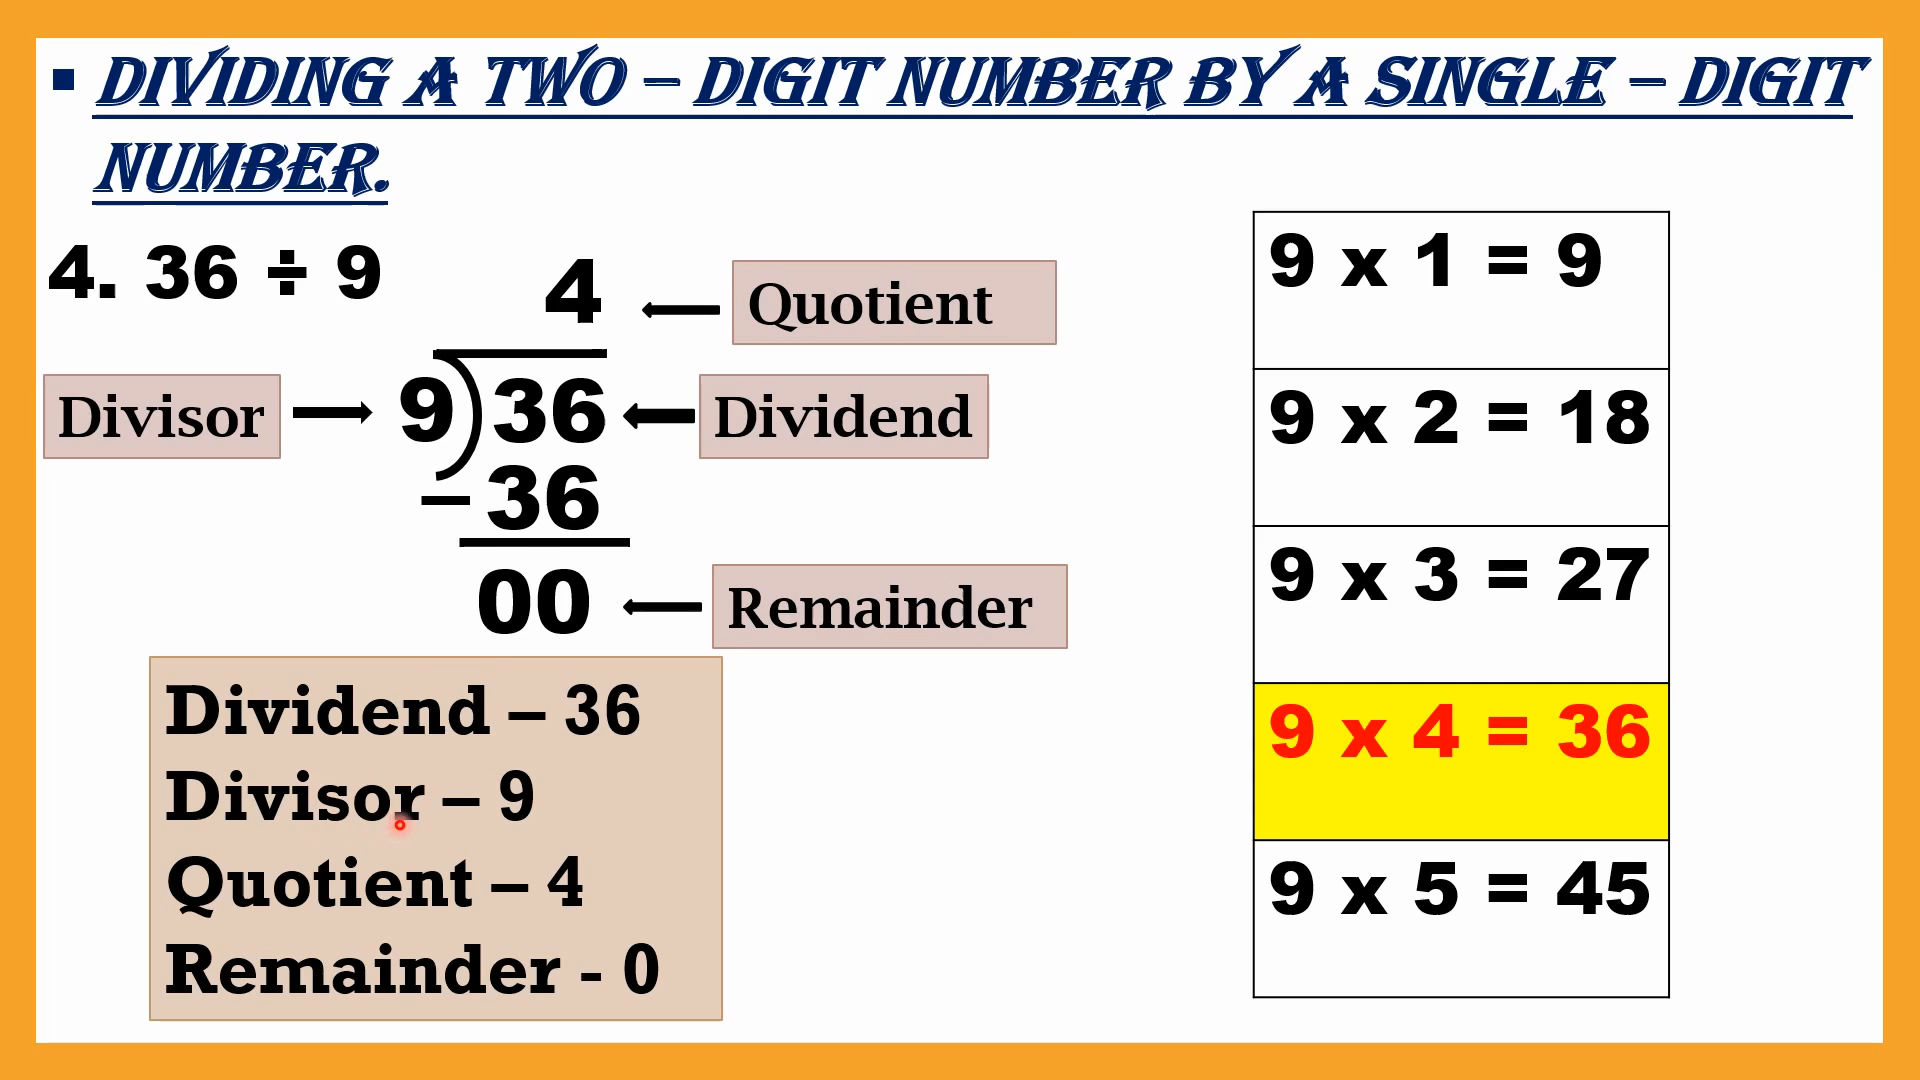 ▪ DIVIDING A TWO – DIGIT NUMBER BY A SINGLE – DIGIT
NUMBER.
4. 36 ÷ 9
4
Quotient
Divisor
9
36
Dividend
– 36
00
Remainder
Dividend – 36
Divisor – 9
Quotient – 4
Remainder - 0
9 x 1 = 9
9 x 2 = 18
9 x 3 = 27
9 x 4 = 36
9 x 5 = 45